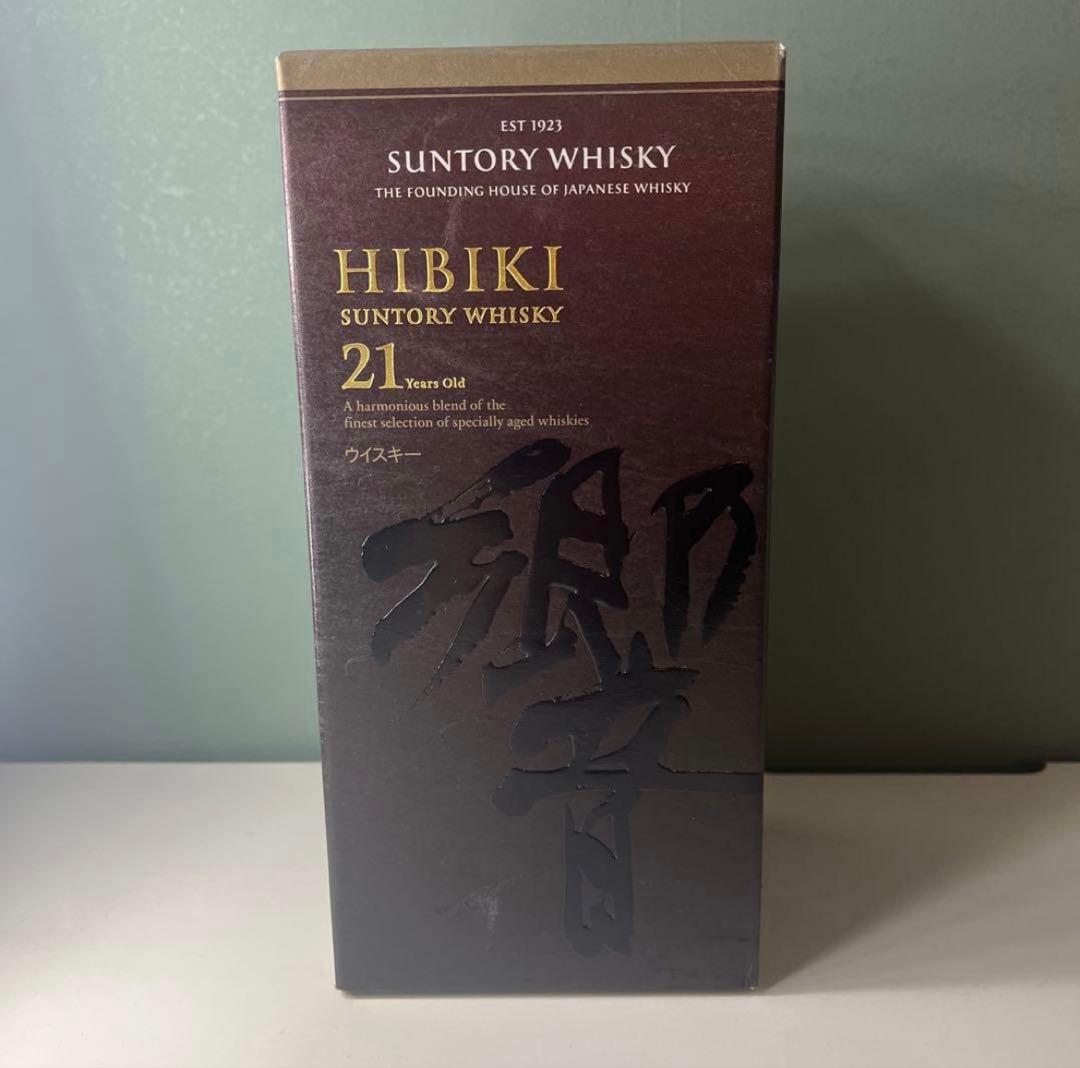 EST 1923
SUNTORY WHISKY
THE FOUNDING HOUSE OF JAPANESE WHISKY
HIBIKI
SUNTORY WHISKY
21 Years Old
A harmonious blend of the
finest selection of specially aged whiskies
ウイスキー
響